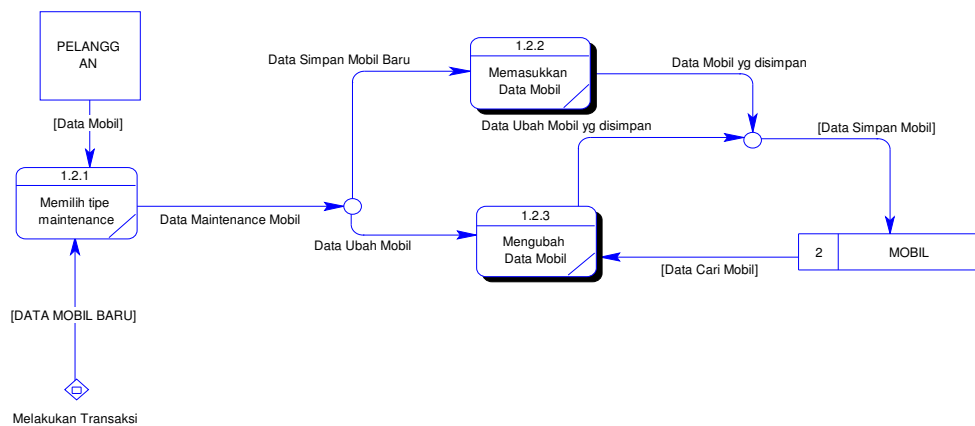 PELANGG
AN
[Data Mobil]
1.2.1
Memilih tipe
maintenance
[DATA MOBIL BARU]
Melakukan Transaksi
Data Maintenance Mobil
Data Simpan Mobil Baru
Data Ubah Mobil
1.2.2
Memasukkan
Data Mobil
Data Mobil yg disimpan
Data Ubah Mobil yg disimpan
1.2.3
Mengubah
Data Mobil
[Data Simpan Mobil]
[Data Cari Mobil]
2 MOBIL